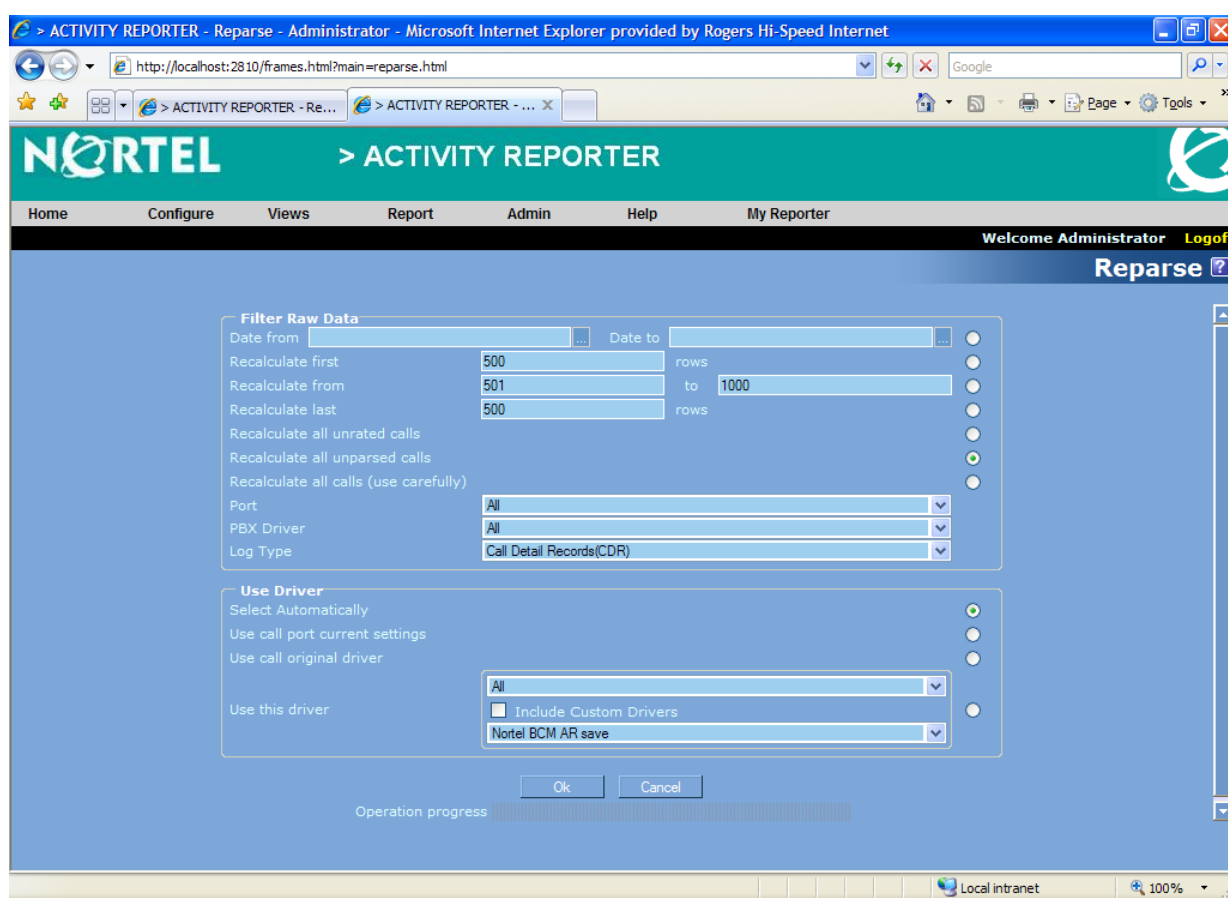 > ACTIVITY REPORTER - Reparse - Administrator - Microsoft Internet Explorer provided by Rogers Hi-Speed Internet
http://localhost:2810/frames.html?main=reparse.html
Google
> ACTIVITY REPORTER - Re...
> ACTIVITY REPORTER - ...
Page
Tools
NORTEL > ACTIVITY REPORTER
Home Configure Views Report Admin Help My Reporter
Welcome Administrator Logof
Reparse ?
Filter Raw Data
Date from ... Date to ...
Recalculate first 500 rows
Recalculate from 501 to 1000
Recalculate last 500 rows
Recalculate all unrated calls
Recalculate all unparsed calls
Recalculate all calls (use carefully)
Port All
PBX Driver All
Log Type Call Detail Records(CDR)
Use Driver
Select Automatically
Use call port current settings
Use call original driver
All
Use this driver Include Custom Drivers
Nortel BCM AR save
Ok Cancel
Operation progress
Local intranet 100%